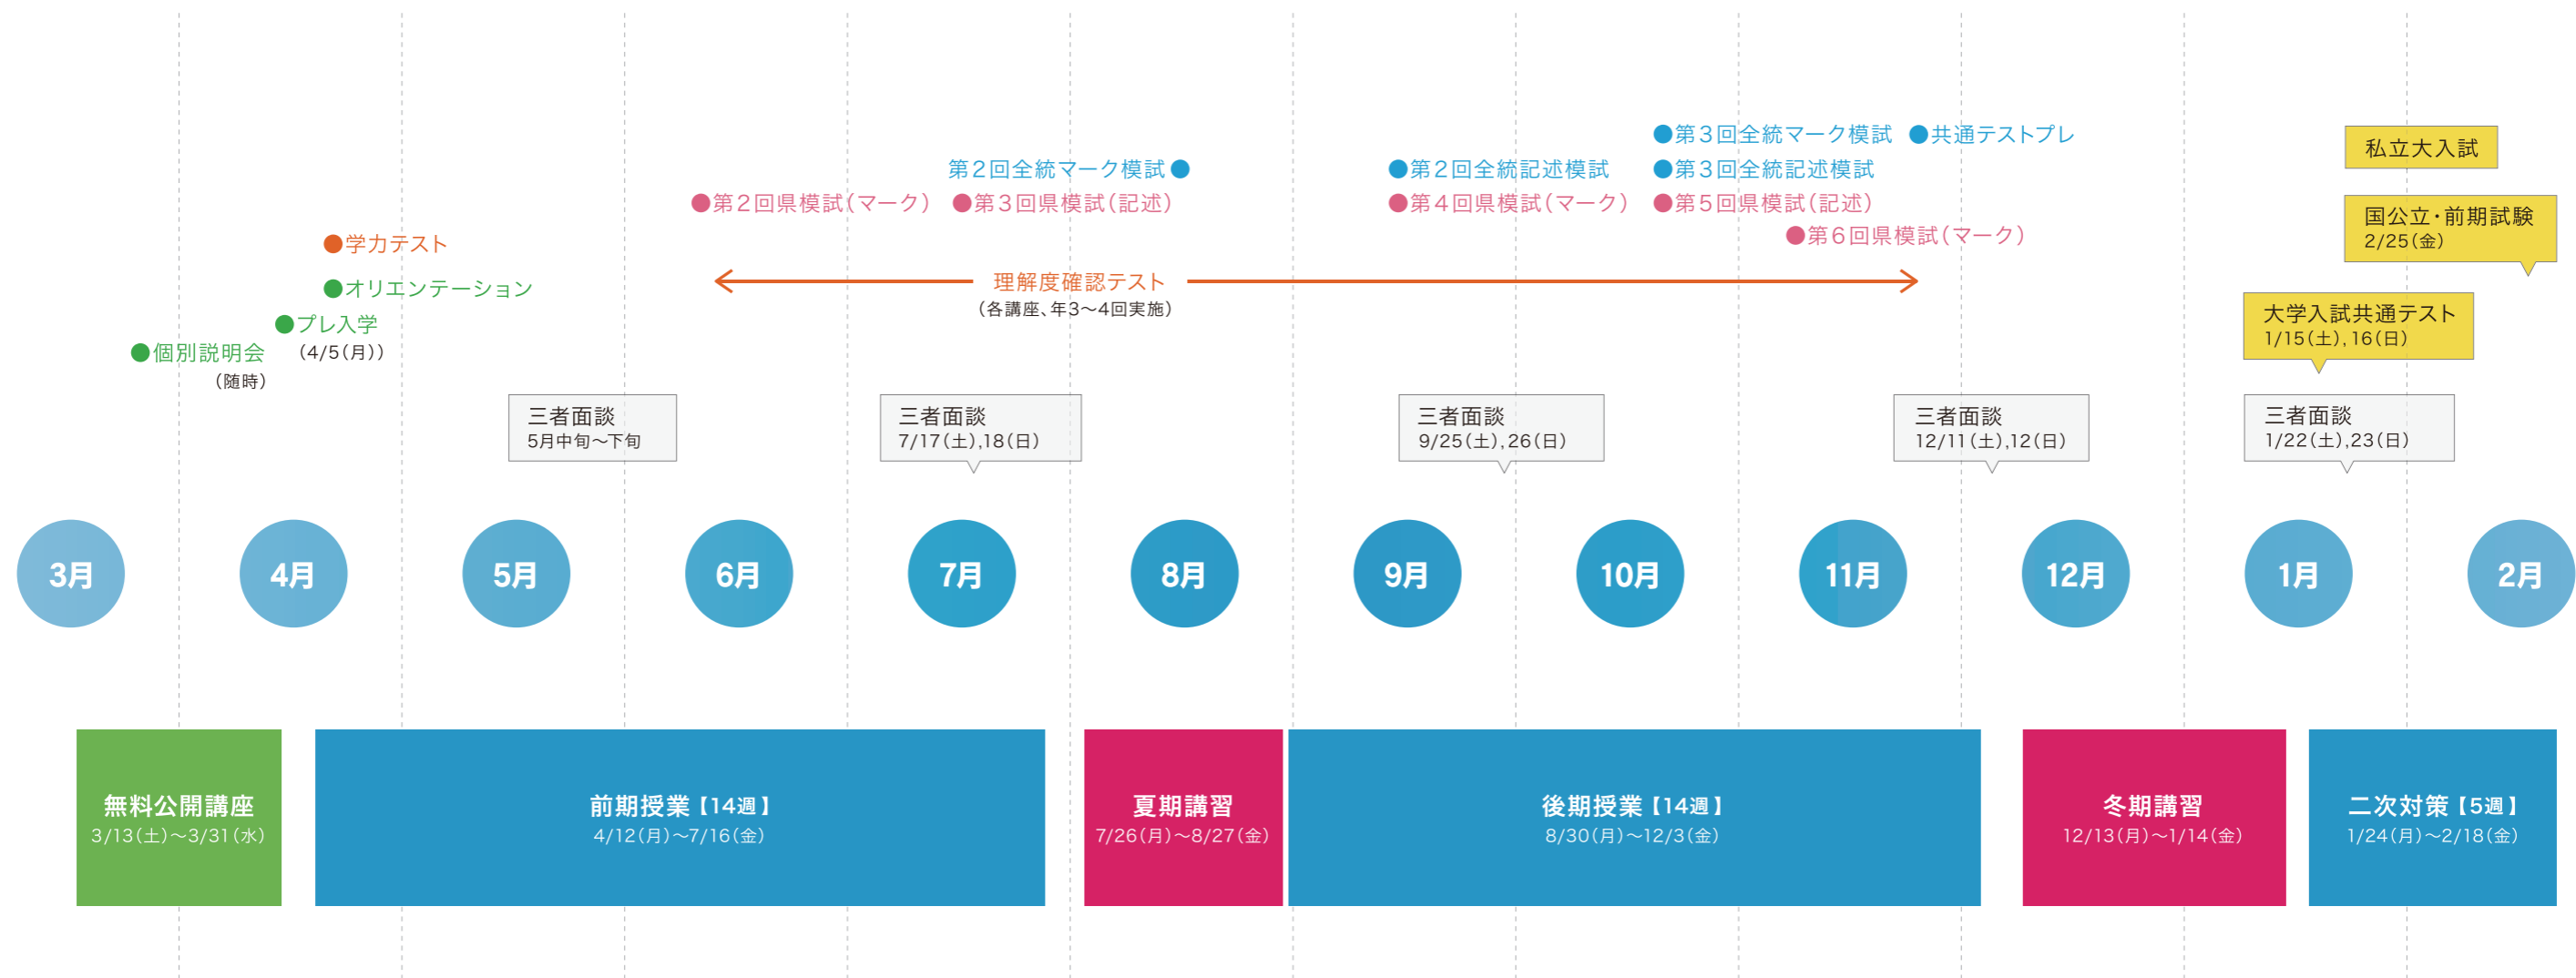 ●第3回全統マーク模試 ●共通テストプレ
第2回全統マーク模試●
●第2回全統記述模試
●第3回全統記述模試
●第2回県模試(マーク)
●第3回県模試(記述)
●第4回県模試(マーク)
●第5回県模試(記述)
●第6回県模試(マーク)
●学力テスト
●オリエンテーション
●プレ入学
(4/5(月))
●個別説明会
(随時)
理解度確認テスト
(各講座、年3〜4回実施)
私立大入試
国公立・前期試験
2/25(金)
大学入試共通テスト
1/15(土),16(日)
三者面談
5月中旬〜下旬
三者面談
7/17(土),18(日)
三者面談
9/25(土),26(日)
三者面談
12/11(土),12(日)
三者面談
1/22(土),23(日)
3月
4月
5月
6月
7月
8月
9月
10月
11月
12月
1月
2月
無料公開講座
3/13(土)〜3/31(水)
前期授業【14週】
4/12(月)〜7/16(金)
夏期講習
7/26(月)〜8/27(金)
後期授業【14週】
8/30(月)〜12/3(金)
冬期講習
12/13(月)〜1/14(金)
二次対策【5週】
1/24(月)〜2/18(金)